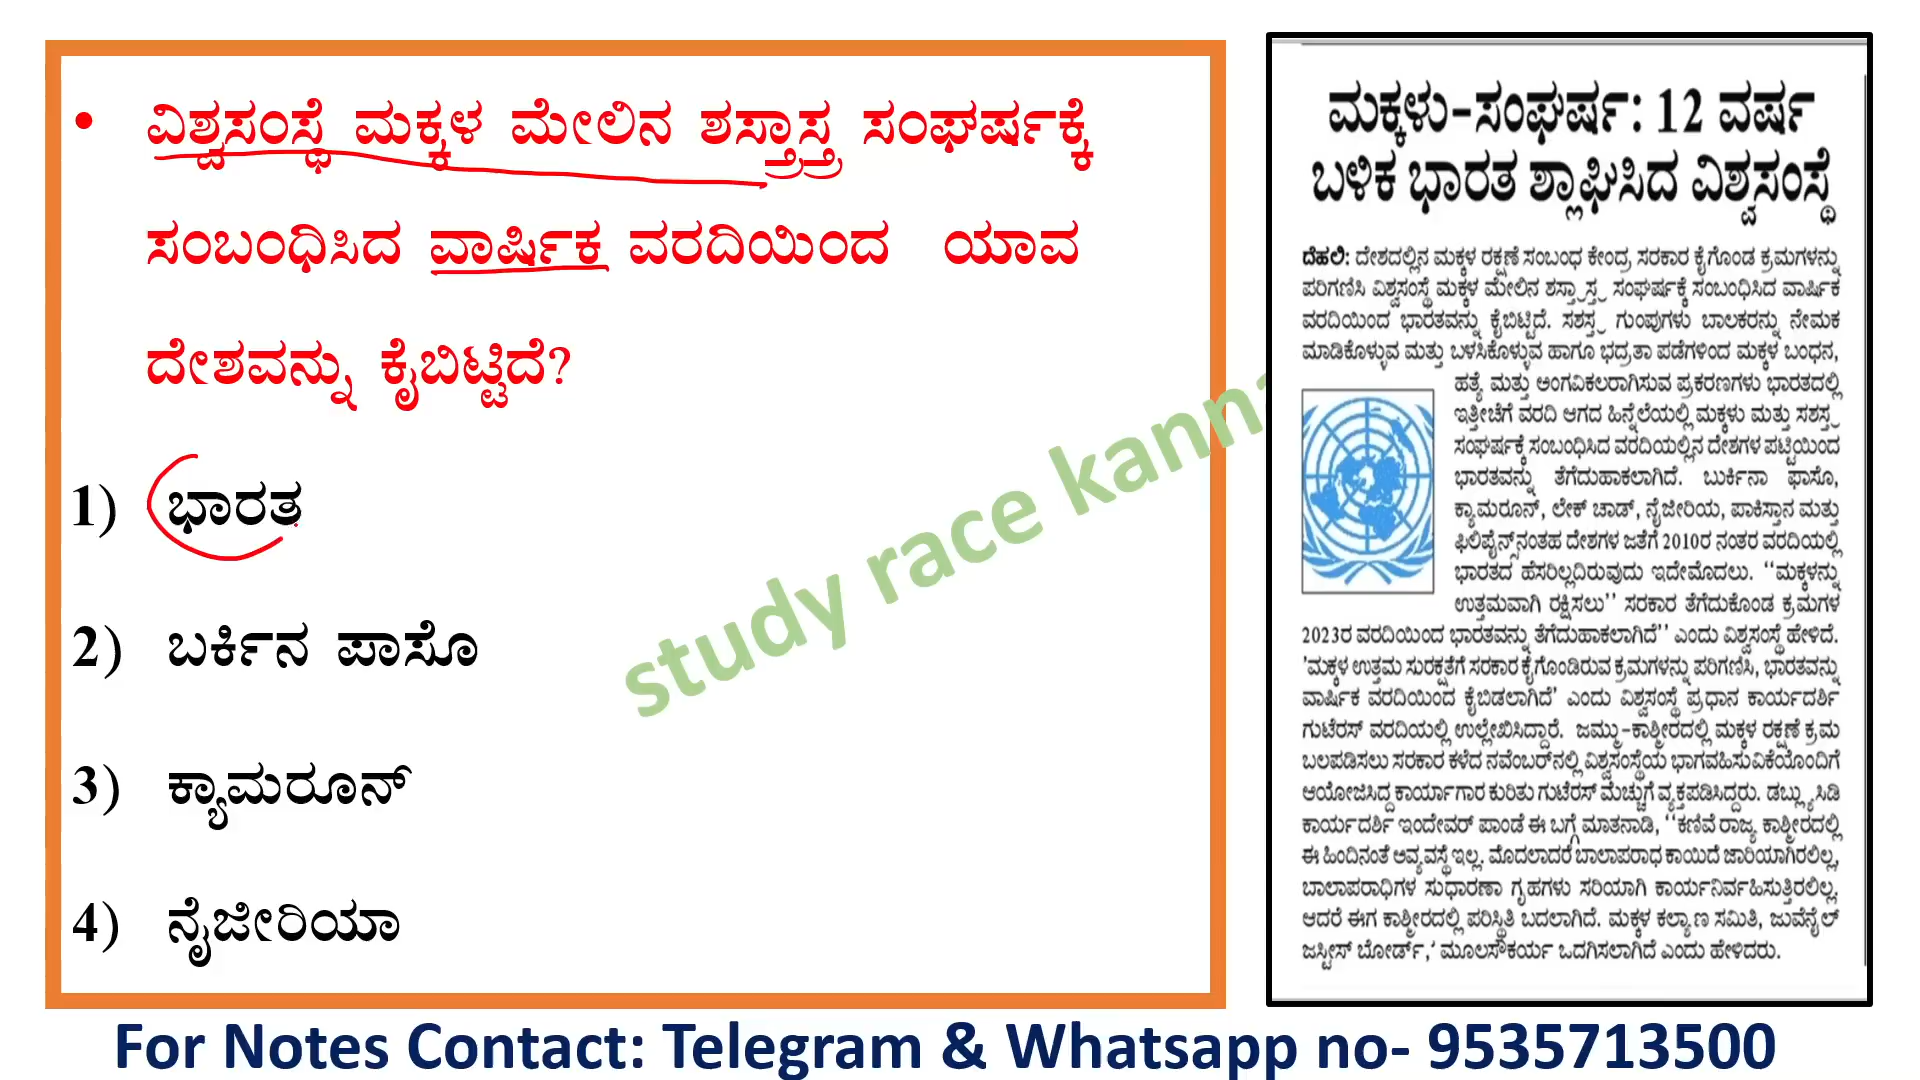 • ವಿಶ್ವಸಂಸ್ಥೆ ಮಕ್ಕಳ ಮೇಲಿನ ಶಸ್ತ್ರಾಸ್ತ್ರ ಸಂಘರ್ಷಕ್ಕೆ
ಸಂಬಂಧಿಸಿದ ವಾರ್ಷಿಕ ವರದಿಯಿಂದ ಯಾವ
ದೇಶವನ್ನು ಕೈಬಿಟ್ಟಿದೆ?
1) ಭಾರತ
2) ಬರ್ಕಿನ ಪಾಸೊ
3) ಕ್ಯಾಮರೂನ್
4) ನೈಜೀರಿಯಾ
study race kanna
ಮಕ್ಕಳು-ಸಂಘರ್ಷ: 12 ವರ್ಷ
ಬಳಿಕ ಭಾರತ ಶ್ಲಾಘಿಸಿದ ವಿಶ್ವಸಂಸ್ಥೆ
ದೆಹಲಿ: ದೇಶದಲ್ಲಿನ ಮಕ್ಕಳ ರಕ್ಷಣೆ ಸಂಬಂಧ ಕೇಂದ್ರ ಸರಕಾರ ಕೈಗೊಂಡ ಕ್ರಮಗಳನ್ನು
ಪರಿಗಣಿಸಿ ವಿಶ್ವಸಂಸ್ಥೆ ಮಕ್ಕಳ ಮೇಲಿನ ಶಸ್ತ್ರಾಸ್ತ್ರ ಸಂಘರ್ಷಕ್ಕೆ ಸಂಬಂಧಿಸಿದ ವಾರ್ಷಿಕ
ವರದಿಯಿಂದ ಭಾರತವನ್ನು ಕೈಬಿಟ್ಟಿದೆ. ಸಶಸ್ತ್ರ ಗುಂಪುಗಳು ಬಾಲಕರನ್ನು ನೇಮಕ
ಮಾಡಿಕೊಳ್ಳುವ ಮತ್ತು ಬಳಸಿಕೊಳ್ಳುವ ಹಾಗೂ ಭದ್ರತಾ ಪಡೆಗಳಿಂದ ಮಕ್ಕಳ ಬಂಧನ,
ಹತ್ಯೆ ಮತ್ತು ಅಂಗವಿಕಲರಾಗಿಸುವ ಪ್ರಕರಣಗಳು ಭಾರತದಲ್ಲಿ
ಇತ್ತೀಚೆಗೆ ವರದಿ ಆಗದ ಹಿನ್ನೆಲೆಯಲ್ಲಿ ಮಕ್ಕಳು ಮತ್ತು ಸಶಸ್ತ್ರ
ಸಂಘರ್ಷಕ್ಕೆ ಸಂಬಂಧಿಸಿದ ವರದಿಯಲ್ಲಿನ ದೇಶಗಳ ಪಟ್ಟಿಯಿಂದ
ಭಾರತವನ್ನು ತೆಗೆದುಹಾಕಲಾಗಿದೆ. ಬುರ್ಕಿನಾ ಫಾಸೊ,
ಕ್ಯಾಮರೂನ್, ಲೇಕ್ ಚಾಡ್, ನೈಜೀರಿಯ, ಪಾಕಿಸ್ತಾನ ಮತ್ತು
ಫಿಲಿಪೈನ್ಸ್‌ನಂತಹ ದೇಶಗಳ ಜತೆಗೆ 2010ರ ನಂತರ ವರದಿಯಲ್ಲಿ
ಭಾರತದ ಹೆಸರಿಲ್ಲದಿರುವುದು ಇದೇಮೊದಲು. ‘‘ಮಕ್ಕಳನ್ನು
ಉತ್ತಮವಾಗಿ ರಕ್ಷಿಸಲು’’ ಸರಕಾರ ತೆಗೆದುಕೊಂಡ ಕ್ರಮಗಳ
2023ರ ವರದಿಯಿಂದ ಭಾರತವನ್ನು ತೆಗೆದುಹಾಕಲಾಗಿದೆ’’ ಎಂದು ವಿಶ್ವಸಂಸ್ಥೆ ಹೇಳಿದೆ.
'ಮಕ್ಕಳ ಉತ್ತಮ ಸುರಕ್ಷತೆಗೆ ಸರಕಾರ ಕೈಗೊಂಡಿರುವ ಕ್ರಮಗಳನ್ನು ಪರಿಗಣಿಸಿ, ಭಾರತವನ್ನು
ವಾರ್ಷಿಕ ವರದಿಯಿಂದ ಕೈಬಿಡಲಾಗಿದೆ' ಎಂದು ವಿಶ್ವಸಂಸ್ಥೆ ಪ್ರಧಾನ ಕಾರ್ಯದರ್ಶಿ
ಗುಟೆರಸ್ ವರದಿಯಲ್ಲಿ ಉಲ್ಲೇಖಿಸಿದ್ದಾರೆ. ಜಮ್ಮು-ಕಾಶ್ಮೀರದಲ್ಲಿ ಮಕ್ಕಳ ರಕ್ಷಣೆ ಕ್ರಮ
ಬಲಪಡಿಸಲು ಸರಕಾರ ಕಳೆದ ನವೆಂಬರ್‌ನಲ್ಲಿ ವಿಶ್ವಸಂಸ್ಥೆಯ ಭಾಗವಹಿಸುವಿಕೆಯೊಂದಿಗೆ
ಆಯೋಜಿಸಿದ್ದ ಕಾರ್ಯಾಗಾರ ಕುರಿತು ಗುಟೆರಸ್ ಮೆಚ್ಚುಗೆ ವ್ಯಕ್ತಪಡಿಸಿದ್ದರು. ಡಬ್ಲ್ಯುಸಿಡಿ
ಕಾರ್ಯದರ್ಶಿ ಇಂದೇವರ್ ಪಾಂಡೆ ಈ ಬಗ್ಗೆ ಮಾತನಾಡಿ, ‘‘ಕಣಿವೆ ರಾಜ್ಯ ಕಾಶ್ಮೀರದಲ್ಲಿ
ಈ ಹಿಂದಿನಂತೆ ಅವ್ಯವಸ್ಥೆ ಇಲ್ಲ. ಮೊದಲಾದರೆ ಬಾಲಾಪರಾಧ ಕಾಯಿದೆ ಜಾರಿಯಾಗಿರಲಿಲ್ಲ,
ಬಾಲಾಪರಾಧಿಗಳ ಸುಧಾರಣಾ ಗೃಹಗಳು ಸರಿಯಾಗಿ ಕಾರ್ಯನಿರ್ವಹಿಸುತ್ತಿರಲಿಲ್ಲ.
ಆದರೆ ಈಗ ಕಾಶ್ಮೀರದಲ್ಲಿ ಪರಿಸ್ಥಿತಿ ಬದಲಾಗಿದೆ. ಮಕ್ಕಳ ಕಲ್ಯಾಣ ಸಮಿತಿ, ಜುವೆನೈಲ್
ಜಸ್ಟೀಸ್ ಬೋರ್ಡ್,' ಮೂಲಸೌಕರ್ಯ ಒದಗಿಸಲಾಗಿದೆ ಎಂದು ಹೇಳಿದರು.
For Notes Contact: Telegram & Whatsapp no- 9535713500